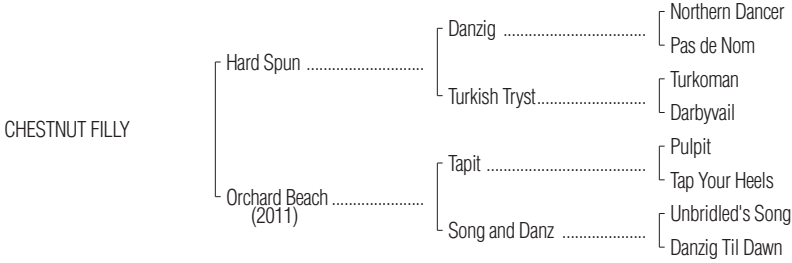 Northern Dancer
Danzig ..............................
Pas de Nom
Hard Spun .........................
Turkoman
Turkish Tryst.......................
Darbyvail
CHESTNUT FILLY
Pulpit
Tapit ..................................
Tap Your Heels
Orchard Beach ....................
(2011)
Unbridled's Song
Song and Danz ..................
Danzig Til Dawn